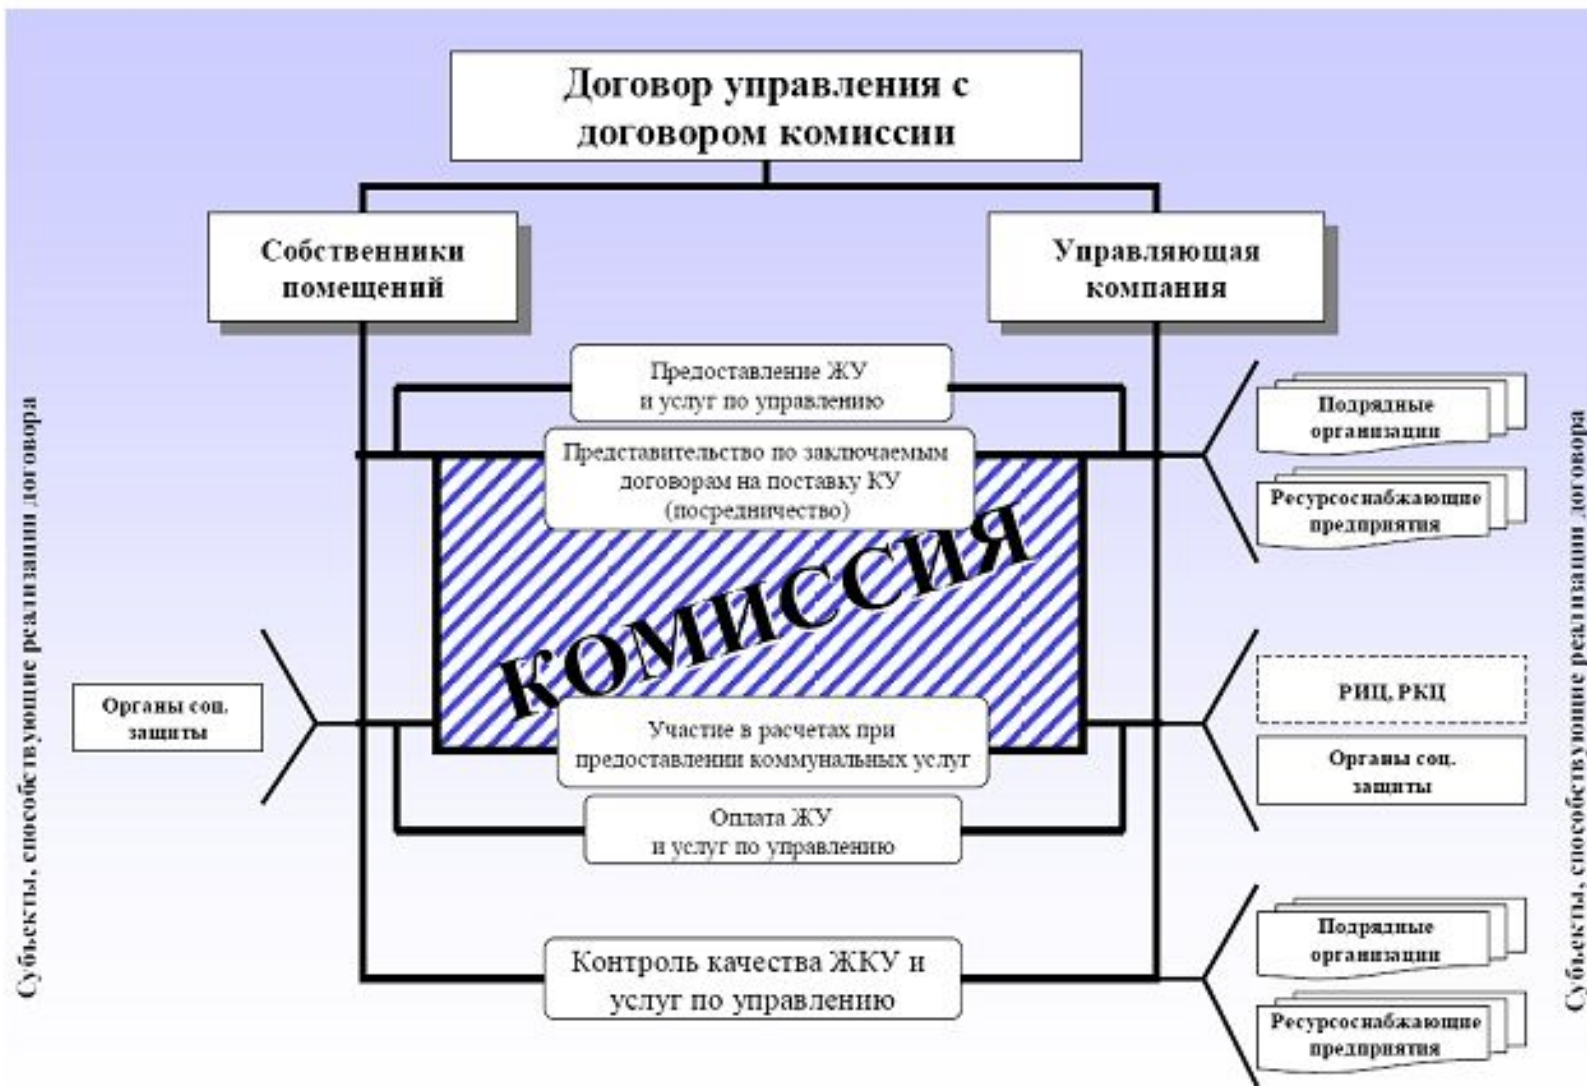 Договор управления с
договором комиссии
Собственники
помещений
Управляющая
компания
Предоставление ЖУ
и услуг по управлению
Представительство по заключаемым
договорам на поставку КУ
(посредничество)
КОМИССИЯ
Участие в расчетах при
предоставлении коммунальных услуг
Оплата ЖУ
и услуг по управлению
Контроль качества ЖКУ и
услуг по управлению
Субъекты, способствующие реализации договора
Органы соц.
защиты
Подрядные
организации
Ресурсоснабжающие
предприятия
РИЦ, РКЦ
Органы соц.
защиты
Подрядные
организации
Ресурсоснабжающие
предприятия
Субъекты, способствующие реализации договора